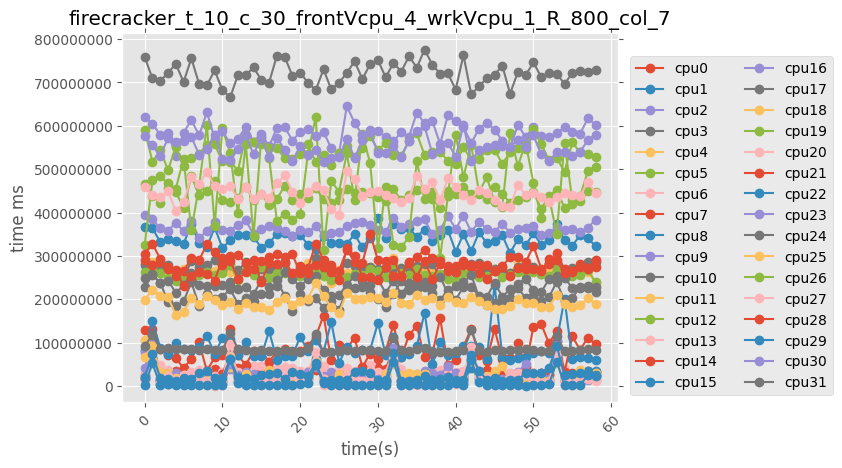 firecracker_t_10_c_30_frontVcpu_4_wrkVcpu_1_R_800_col_7
800000000
700000000
600000000
500000000
400000000
300000000
200000000
100000000
0
time ms
0
10
20
30
40
50
60
time(s)
cpu0
cpu1
cpu2
cpu3
cpu4
cpu5
cpu6
cpu7
cpu8
cpu9
cpu10
cpu11
cpu12
cpu13
cpu14
cpu15
cpu16
cpu17
cpu18
cpu19
cpu20
cpu21
cpu22
cpu23
cpu24
cpu25
cpu26
cpu27
cpu28
cpu29
cpu30
cpu31